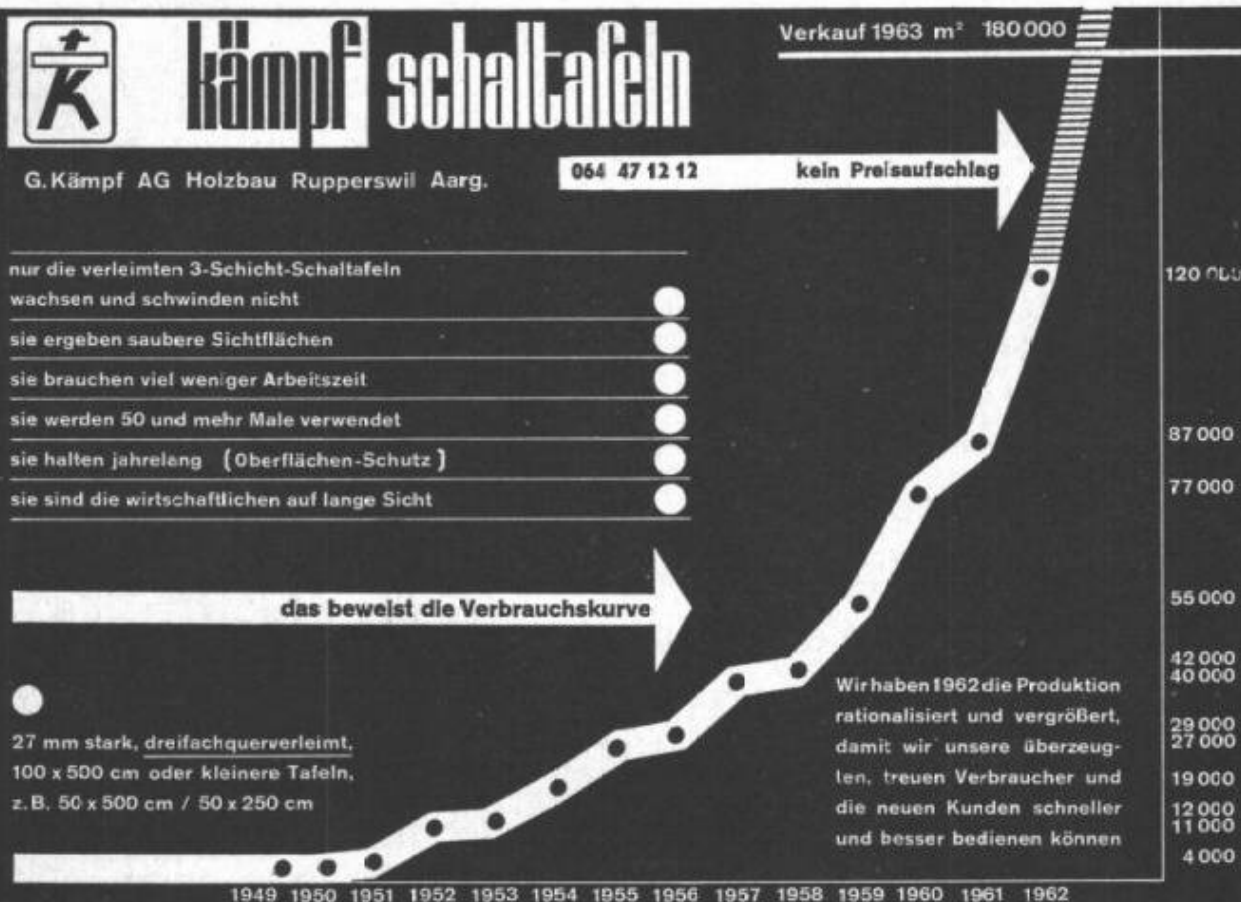 K
kämpf schaltafeln
Verkauf 1963 m² 180000
G.Kämpf AG Holzbau Rupperswil Aarg.
064 47 12 12 kein Preisaufschlag
nur die verleimten 3-Schicht-Schaltafeln
wachsen und schwinden nicht
sie ergeben saubere Sichtflächen
sie brauchen viel weniger Arbeitszeit
sie werden 50 und mehr Male verwendet
sie halten jahrelang (Oberflächen-Schutz)
sie sind die wirtschaftlichen auf lange Sicht
das beweist die Verbrauchskurve
27 mm stark, dreifachquerverleimt,
100 x 500 cm oder kleinere Tafeln,
z.B. 50 x 500 cm / 50 x 250 cm
Wir haben 1962 die Produktion
rationalisiert und vergrößert,
damit wir unsere überzeug-
ten, treuen Verbraucher und
die neuen Kunden schneller
und besser bedienen können
120 000
87 000
77 000
55 000
42 000
40 000
29 000
27 000
19 000
12 000
11 000
4 000
1949 1950 1951 1952 1953 1954 1955 1956 1957 1958 1959 1960 1961 1962